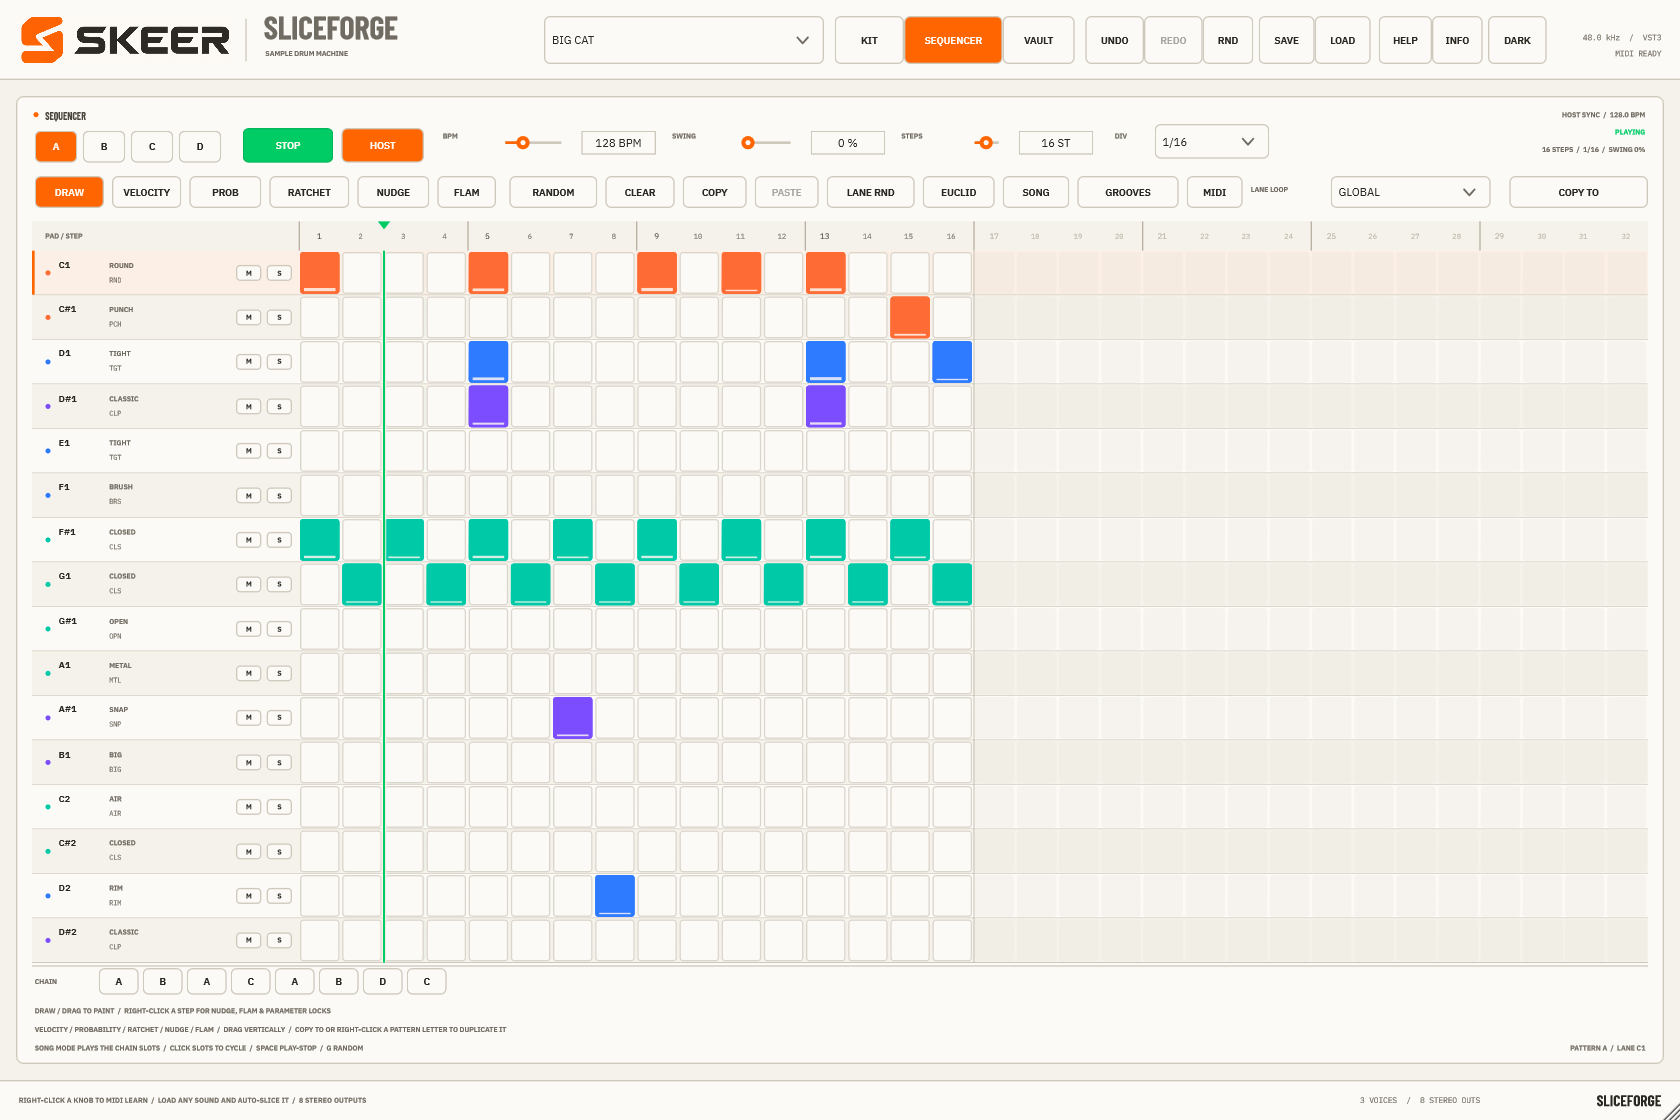 SKEER
SLICEFORGE
SAMPLE DRUM MACHINE
BIG CAT
KIT SEQUENCER VAULT UNDO REDO RND SAVE LOAD HELP INFO DARK
48.0 kHz / VST3
MIDI READY
SEQUENCER
HOST SYNC / 128.0 BPM
A B C D STOP HOST BPM 128 BPM SWING 0 % STEPS 16 ST DIV 1/16
PLAYING
16 STEPS / 1/16 / SWING 0%
DRAW VELOCITY PROB RATCHET NUDGE FLAM RANDOM CLEAR COPY PASTE LANE RND EUCLID SONG GROOVES MIDI LANE LOOP GLOBAL COPY TO
PAD / STEP 1 2 3 4 5 6 7 8 9 10 11 12 13 14 15 16 17 18 19 20 21 22 23 24 25 26 27 28 29 30 31 32
C1 ROUND M S
RND
C#1 PUNCH M S
PCH
D1 TIGHT M S
TGT
D#1 CLASSIC M S
CLP
E1 TIGHT M S
TGT
F1 BRUSH M S
BRS
F#1 CLOSED M S
CLS
G1 CLOSED M S
CLS
G#1 OPEN M S
OPN
A1 METAL M S
MTL
A#1 SNAP M S
SNP
B1 BIG M S
BIG
C2 AIR M S
AIR
C#2 CLOSED M S
CLS
D2 RIM M S
RIM
D#2 CLASSIC M S
CLP
CHAIN A B A C A B D C
DRAW / DRAG TO PAINT / RIGHT-CLICK A STEP FOR NUDGE, FLAM & PARAMETER LOCKS
VELOCITY / PROBABILITY / RATCHET / NUDGE / FLAM / DRAG VERTICALLY / COPY TO OR RIGHT-CLICK A PATTERN LETTER TO DUPLICATE IT
SONG MODE PLAYS THE CHAIN SLOTS / CLICK SLOTS TO CYCLE / SPACE PLAY-STOP / G RANDOM
PATTERN A / LANE C1
RIGHT-CLICK A KNOB TO MIDI LEARN / LOAD ANY SOUND AND AUTO-SLICE IT / 8 STEREO OUTPUTS
3 VOICES / 8 STEREO OUTS
SLICEFORGE